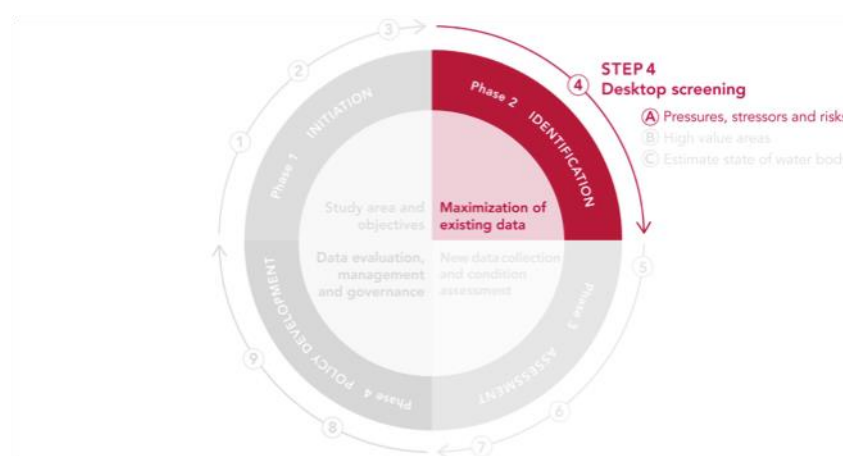 3
2
1
Phase 1 INITIATION
Phase 2 IDENTIFICATION
4
STEP 4
Desktop screening
A Pressures, stressors and risks
B High value areas
C Estimate state of water bod
Study area and
objectives
Maximization of
existing data
Data evaluation,
management
and governance
New data collection
and condition
assessment
5
Phase 3 ASSESSMENT
6
7
Phase 4 POLICY DEVELOPMENT
8
9